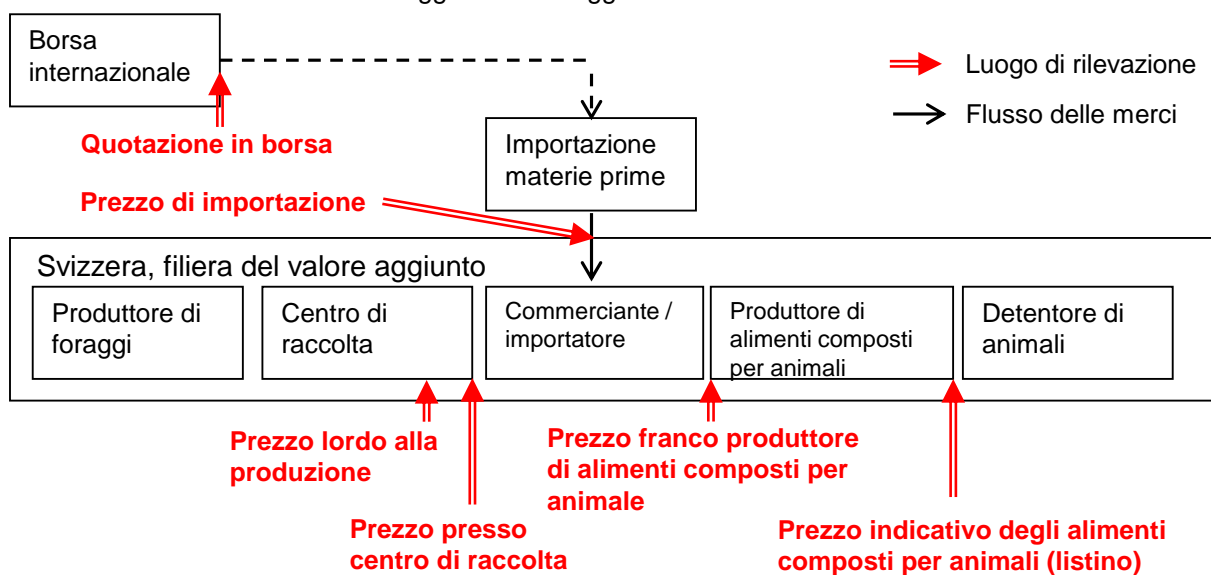 Borsa
internazionale
Luogo di rilevazione
Flusso delle merci
Quotazione in borsa
Importazione
materie prime
Prezzo di importazione
Svizzera, filiera del valore aggiunto
Produttore di
foraggi
Centro di
raccolta
Commerciante /
importatore
Produttore di
alimenti composti
per animali
Detentore di
animali
Prezzo lordo alla
produzione
Prezzo franco produttore
di alimenti composti per
animale
Prezzo presso
centro di raccolta
Prezzo indicativo degli alimenti
composti per animali (listino)